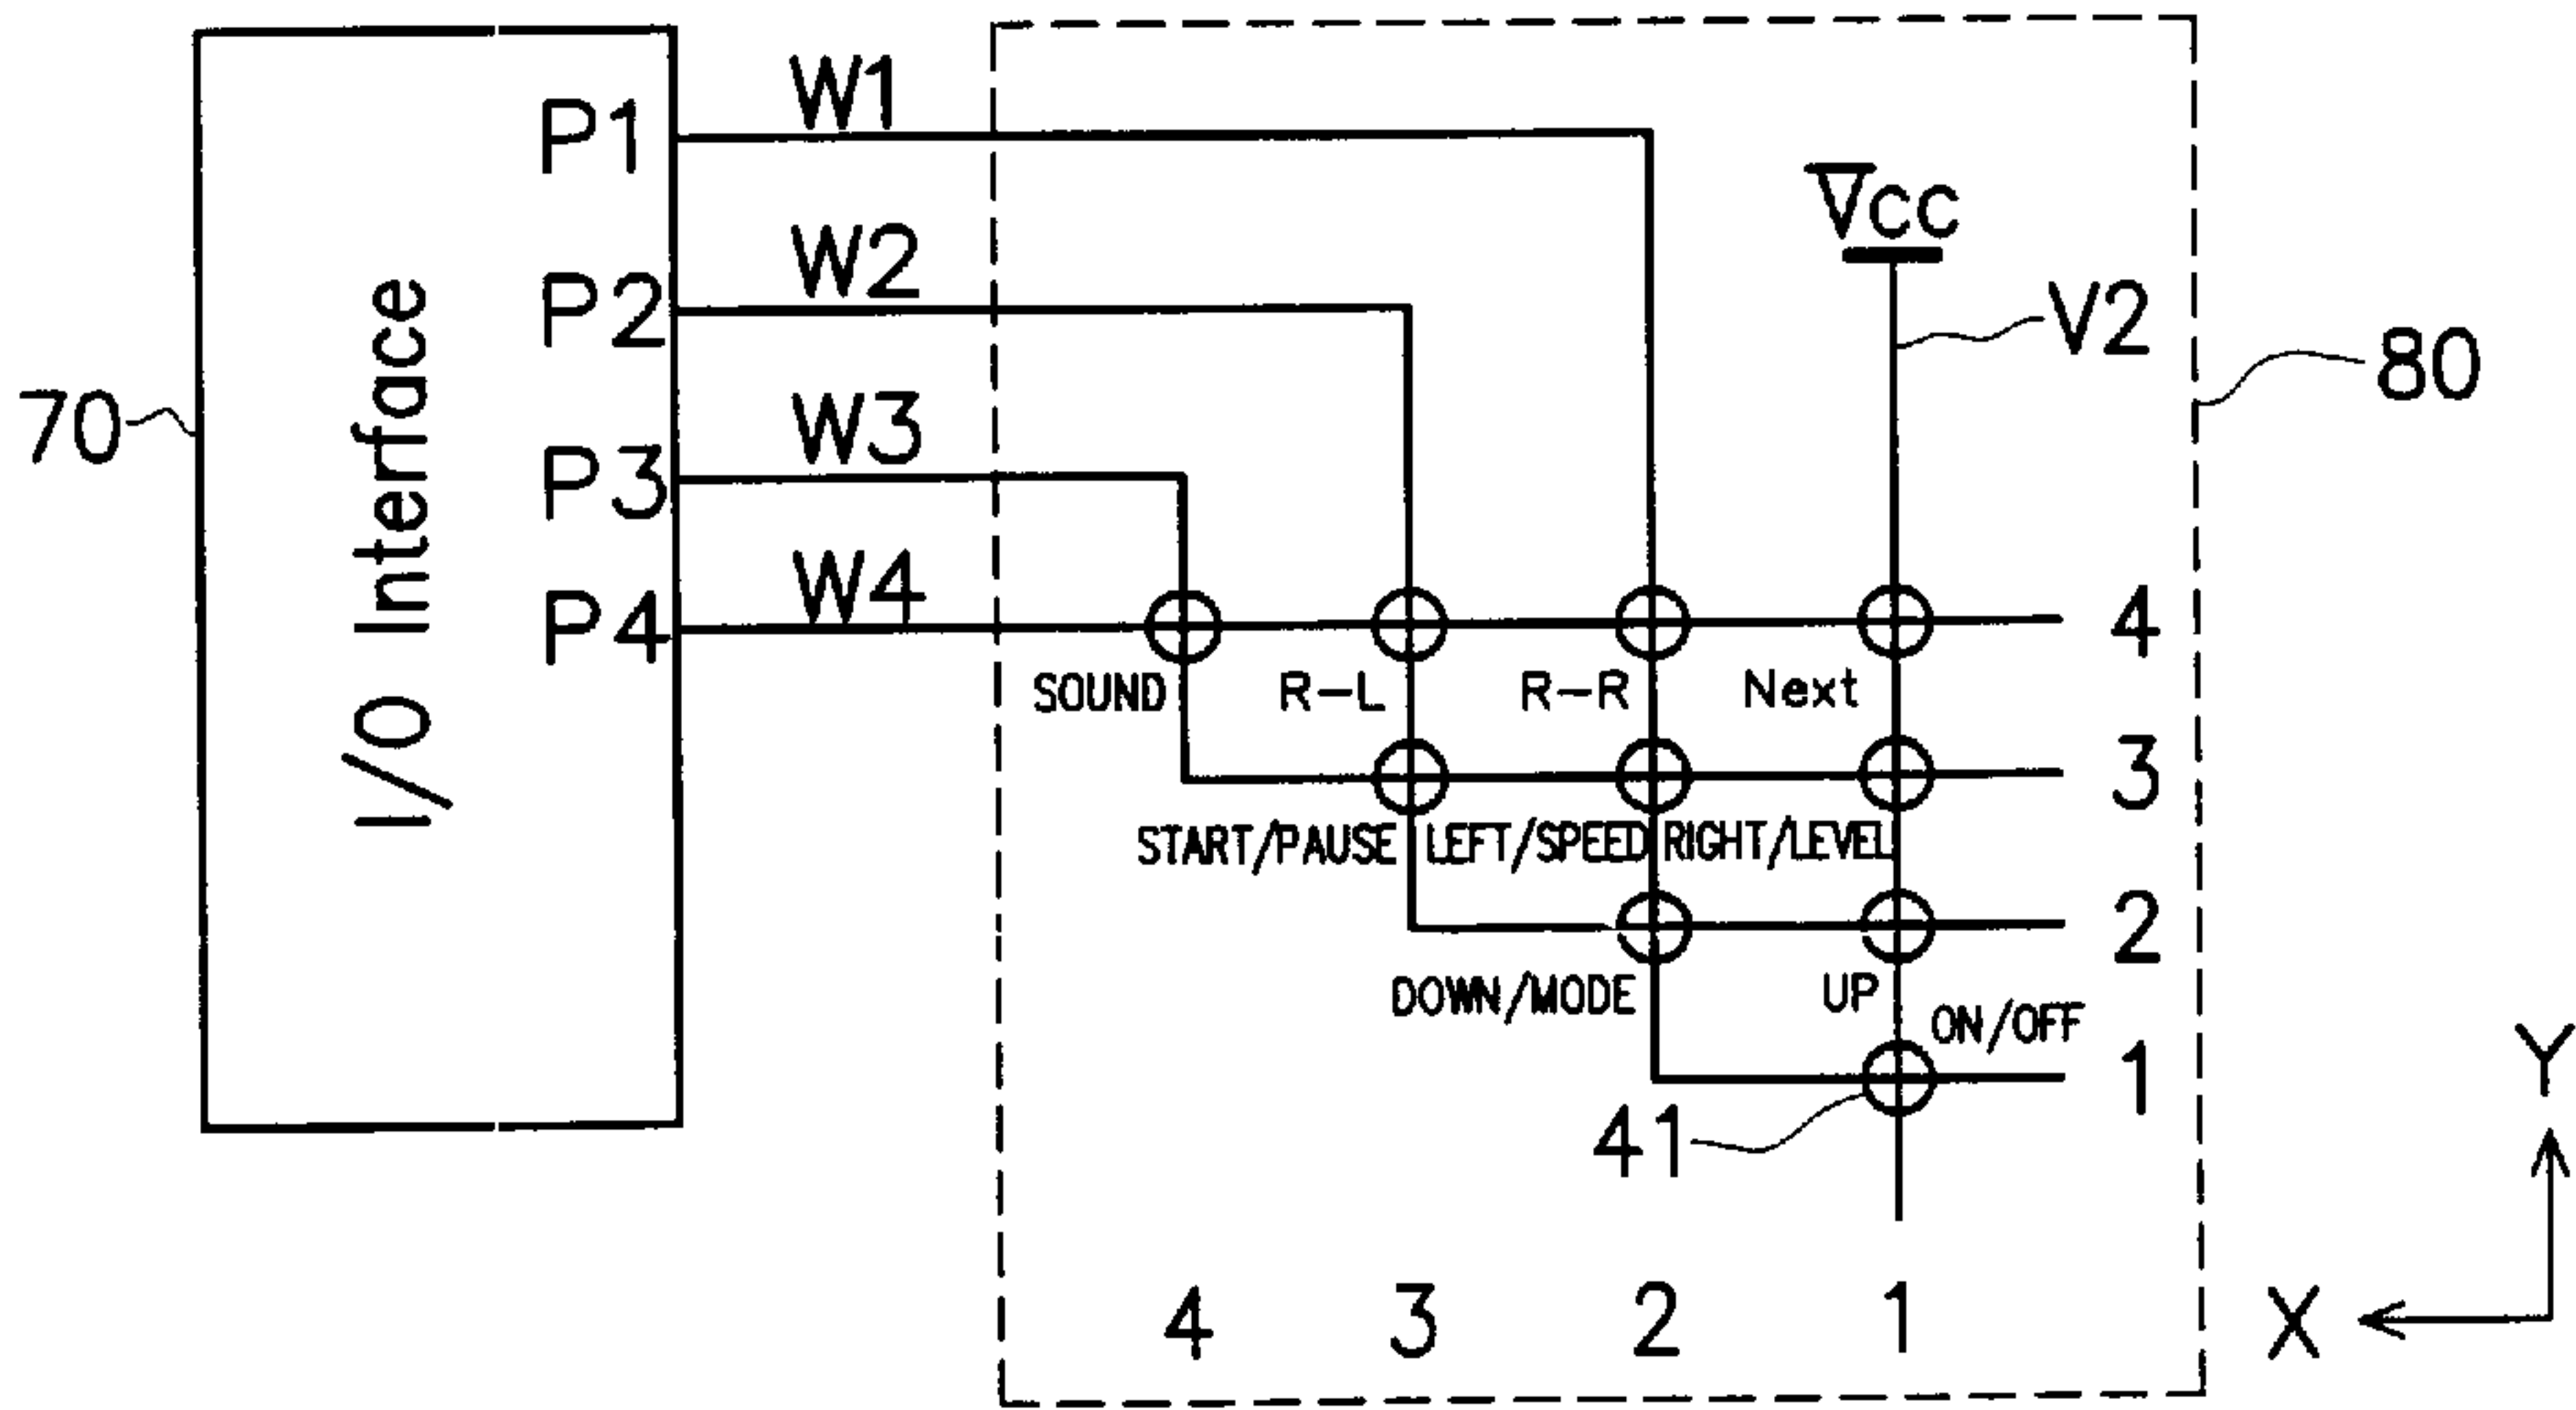 W1
P1
Vcc
W2
P2
V2
80
70
W3
P3
I/O Interface
W4
P4
4
SOUND
R-L
R-R
Next
3
START/PAUSE
LEFT/SPEED
RIGHT/LEVEL
2
DOWN/MODE
UP
ON/OFF
1
41
Y
4
3
2
1
X